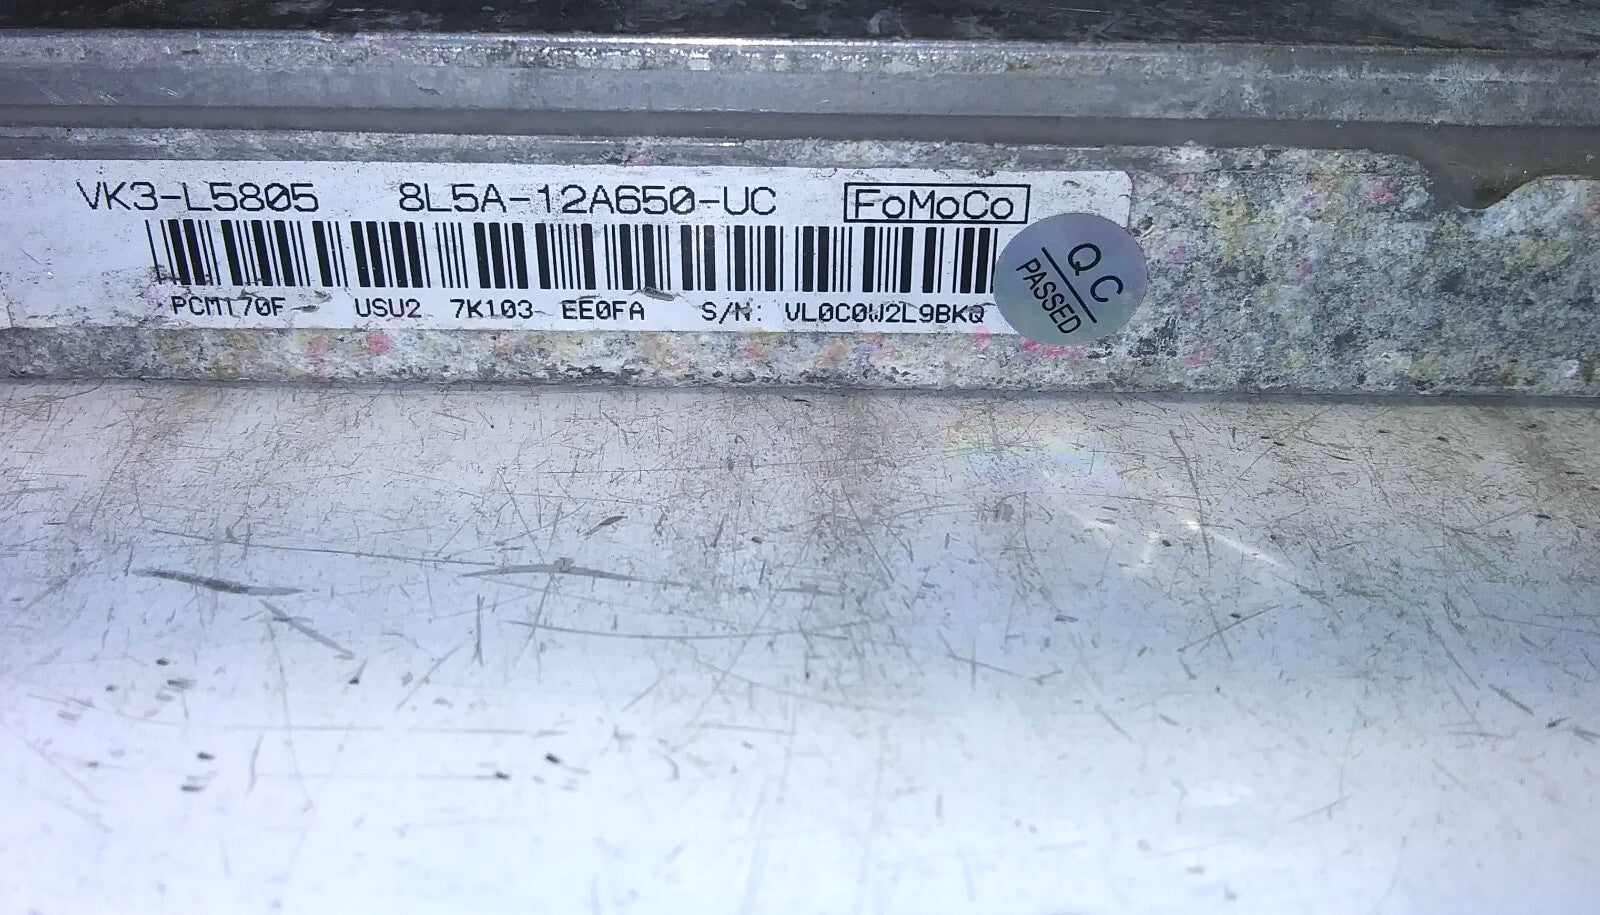 VK3-L5805 8L5A-12A650-UC FoMoCo
PCM170F USU2 7K103 EE0FA S/N: VL0C0W2L9BKQ
QC
PASSED